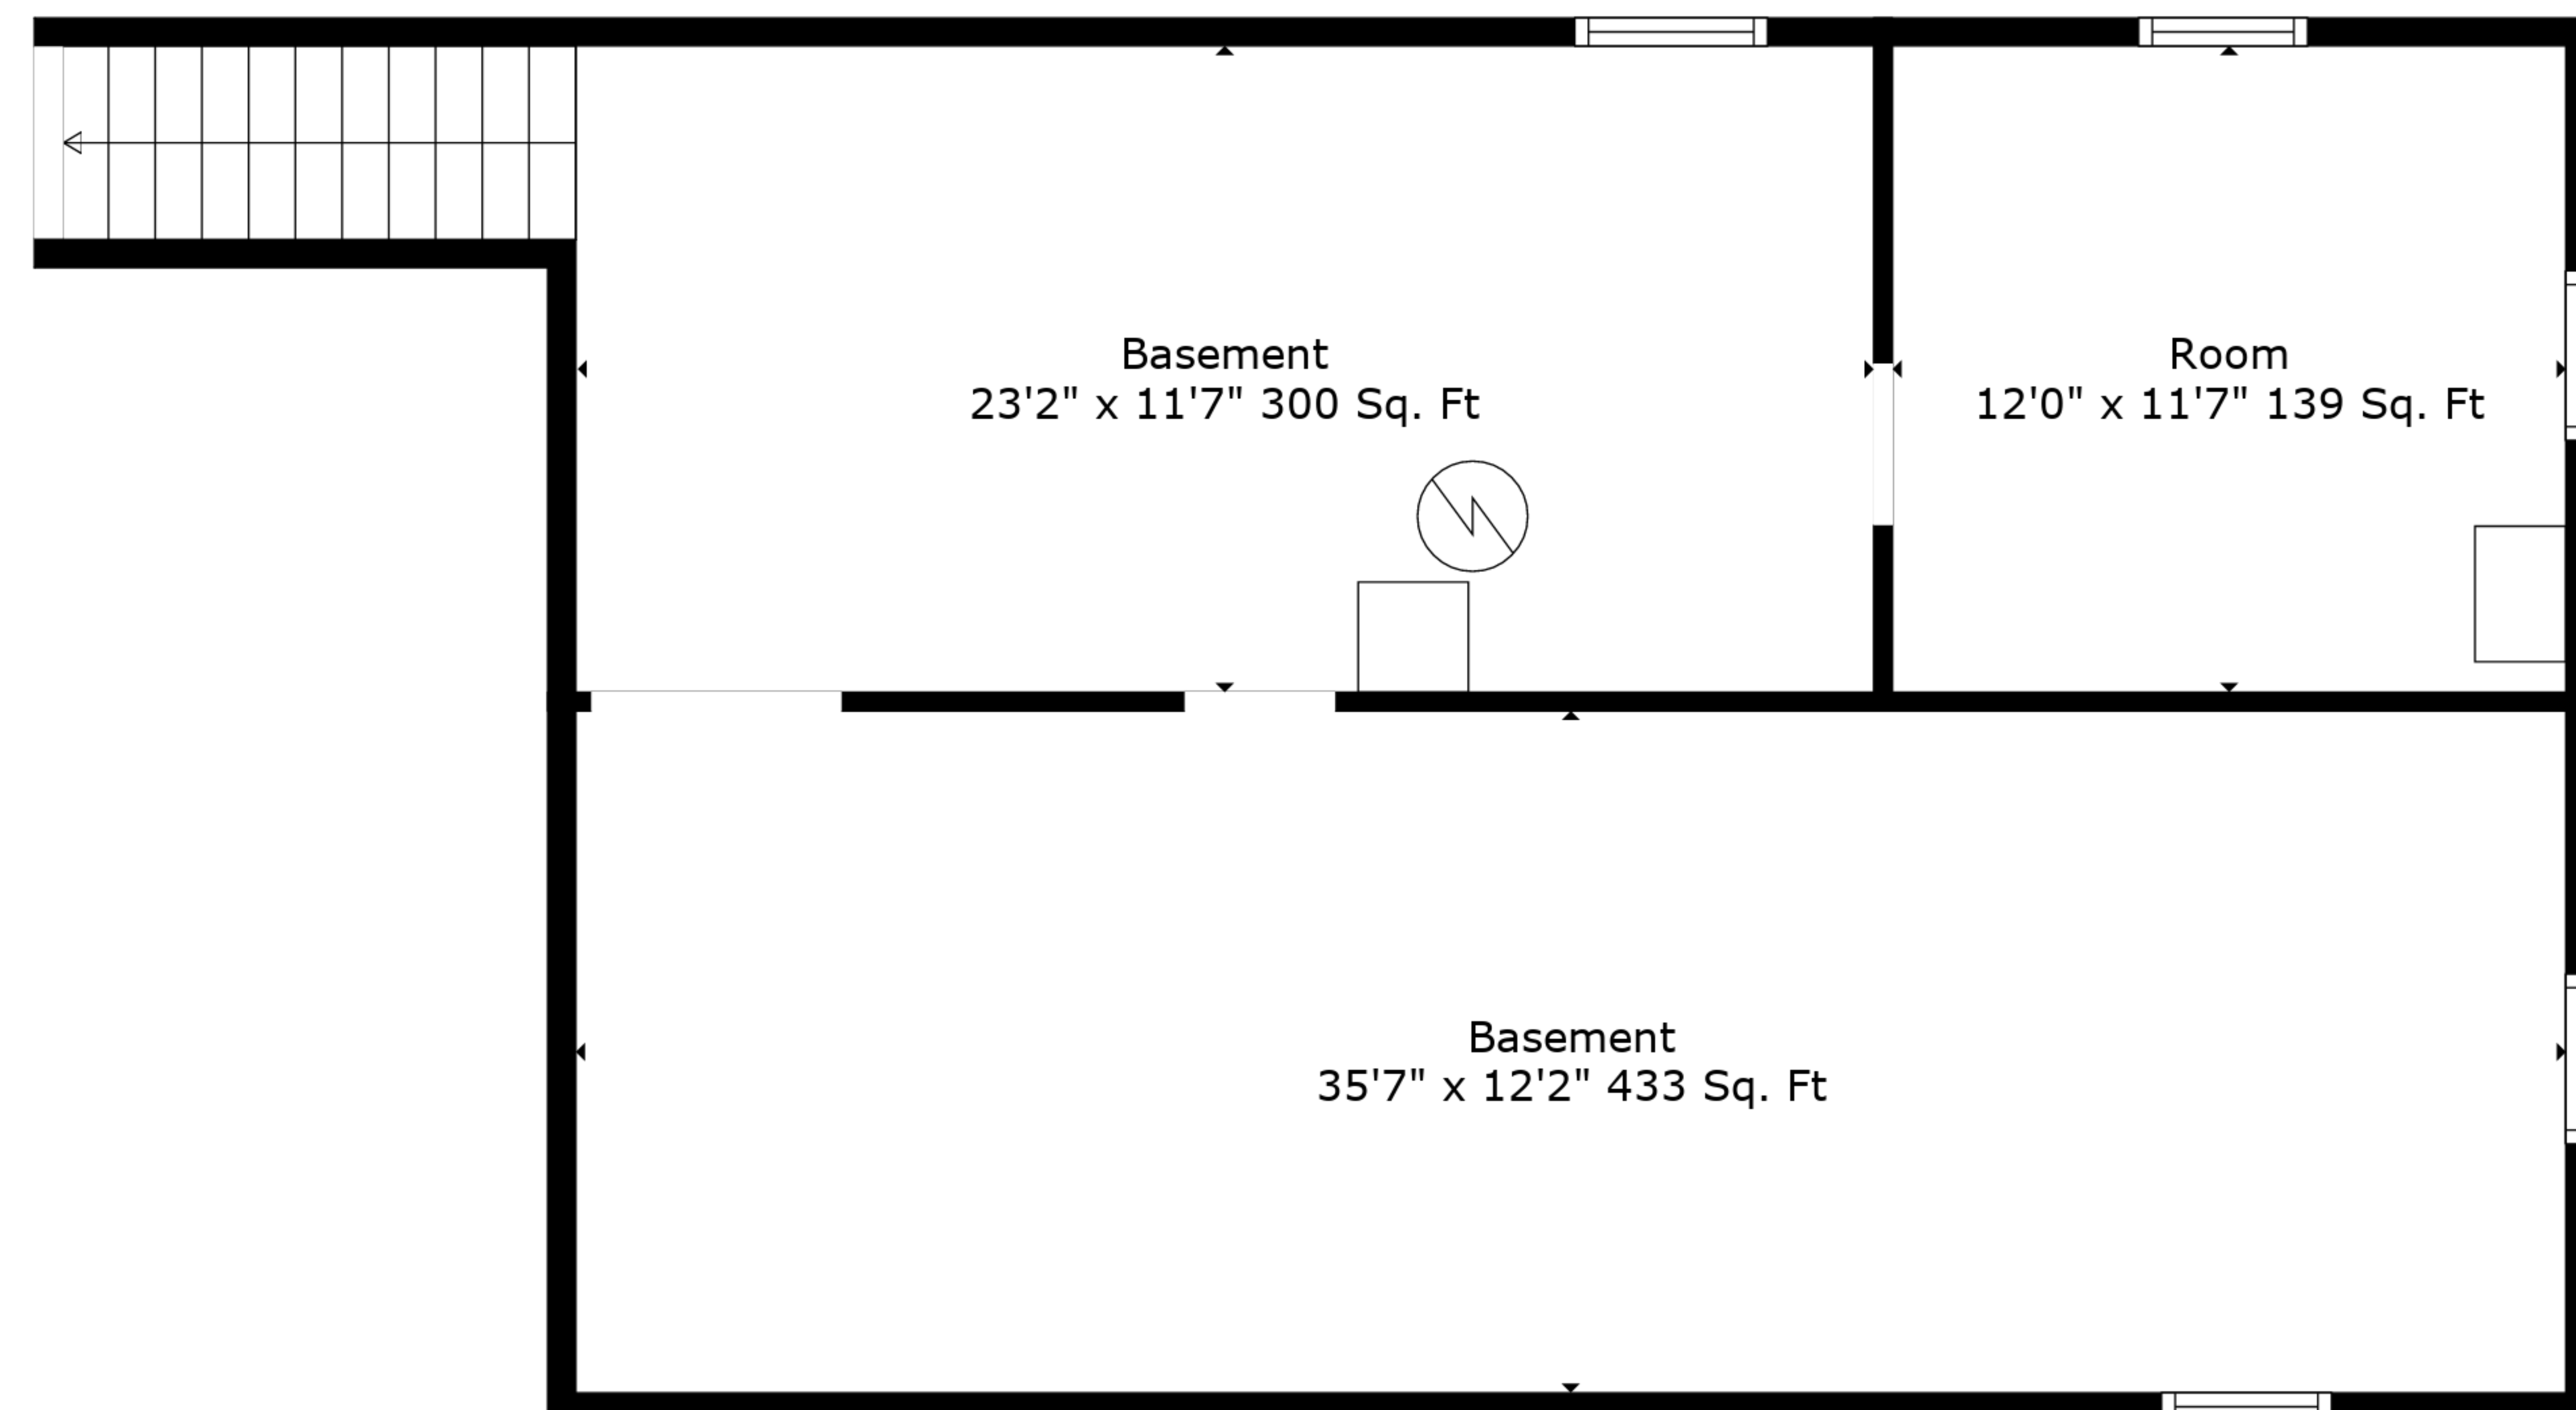 Basement
23'2" x 11'7" 300 Sq. Ft
Room
12'0" x 11'7" 139 Sq. Ft
Basement
35'7" x 12'2" 433 Sq. Ft